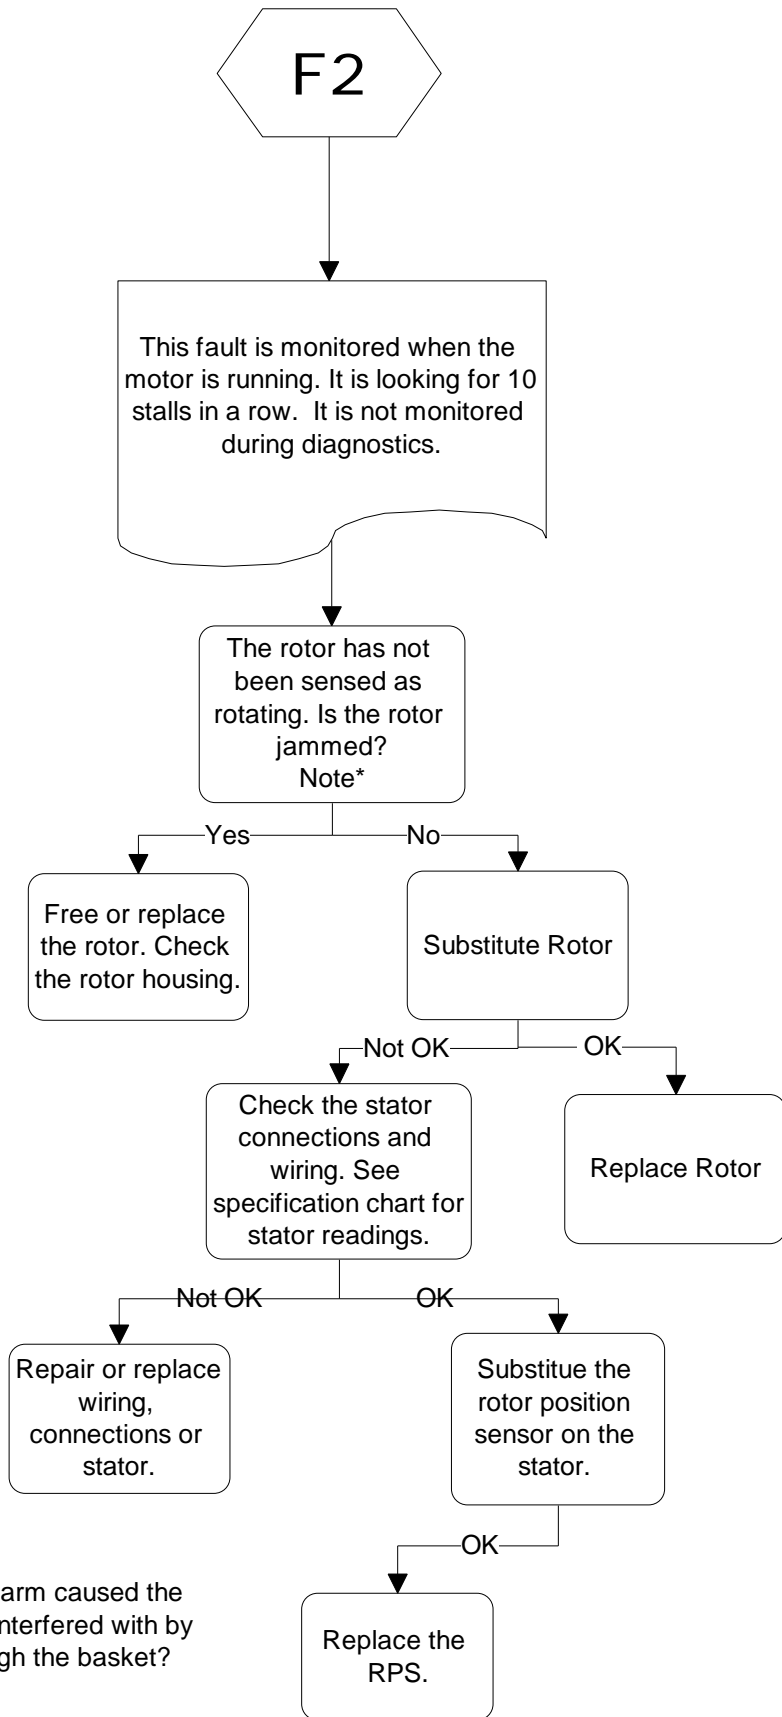 F2
This fault is monitored when the
motor is running. It is looking for 10
stalls in a row. It is not monitored
during diagnostics.
The rotor has not
been sensed as
rotating. Is the rotor
jammed?
Note*
Yes
No
Free or replace
the rotor. Check
the rotor housing.
Substitute Rotor
Not OK
OK
Check the stator
connections and
wiring. See
specification chart for
stator readings.
Replace Rotor
Not OK
OK
Repair or replace
wiring,
connections or
stator.
Substitue the
rotor position
sensor on the
stator.
OK
arm caused the
nterfered with by
gh the basket?
Replace the
RPS.